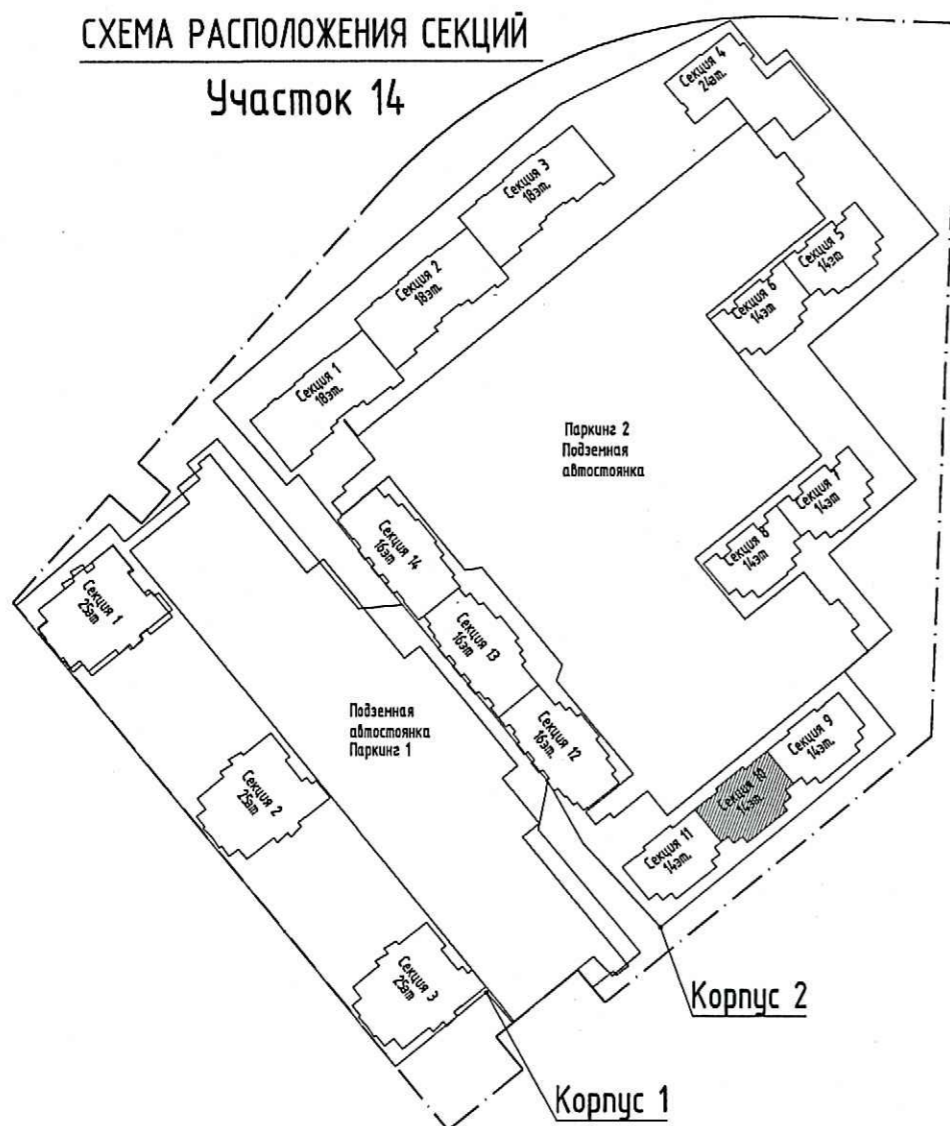 СХЕМА РАСПОЛОЖЕНИЯ СЕКЦИЙ
Участок 14
Секция 4
24эт.
Секция 3
18эт.
Секция 2
18эт.
Секция 1
18эт.
Секция 5
14эт
Секция 6
14эт
Паркинг 2
Подземная
автостоянка
Секция 7
14эт.
Секция 8
14эт
Секция 14
16эт
Секция 13
16эт
Секция 12
16эт.
Секция 1
25эт
Подземная
автостоянка
Паркинг 1
Секция 2
25эт
Секция 9
14эт.
Секция 10
14эт.
Секция 11
14эт.
Секция 3
25эт
Корпус 2
Корпус 1